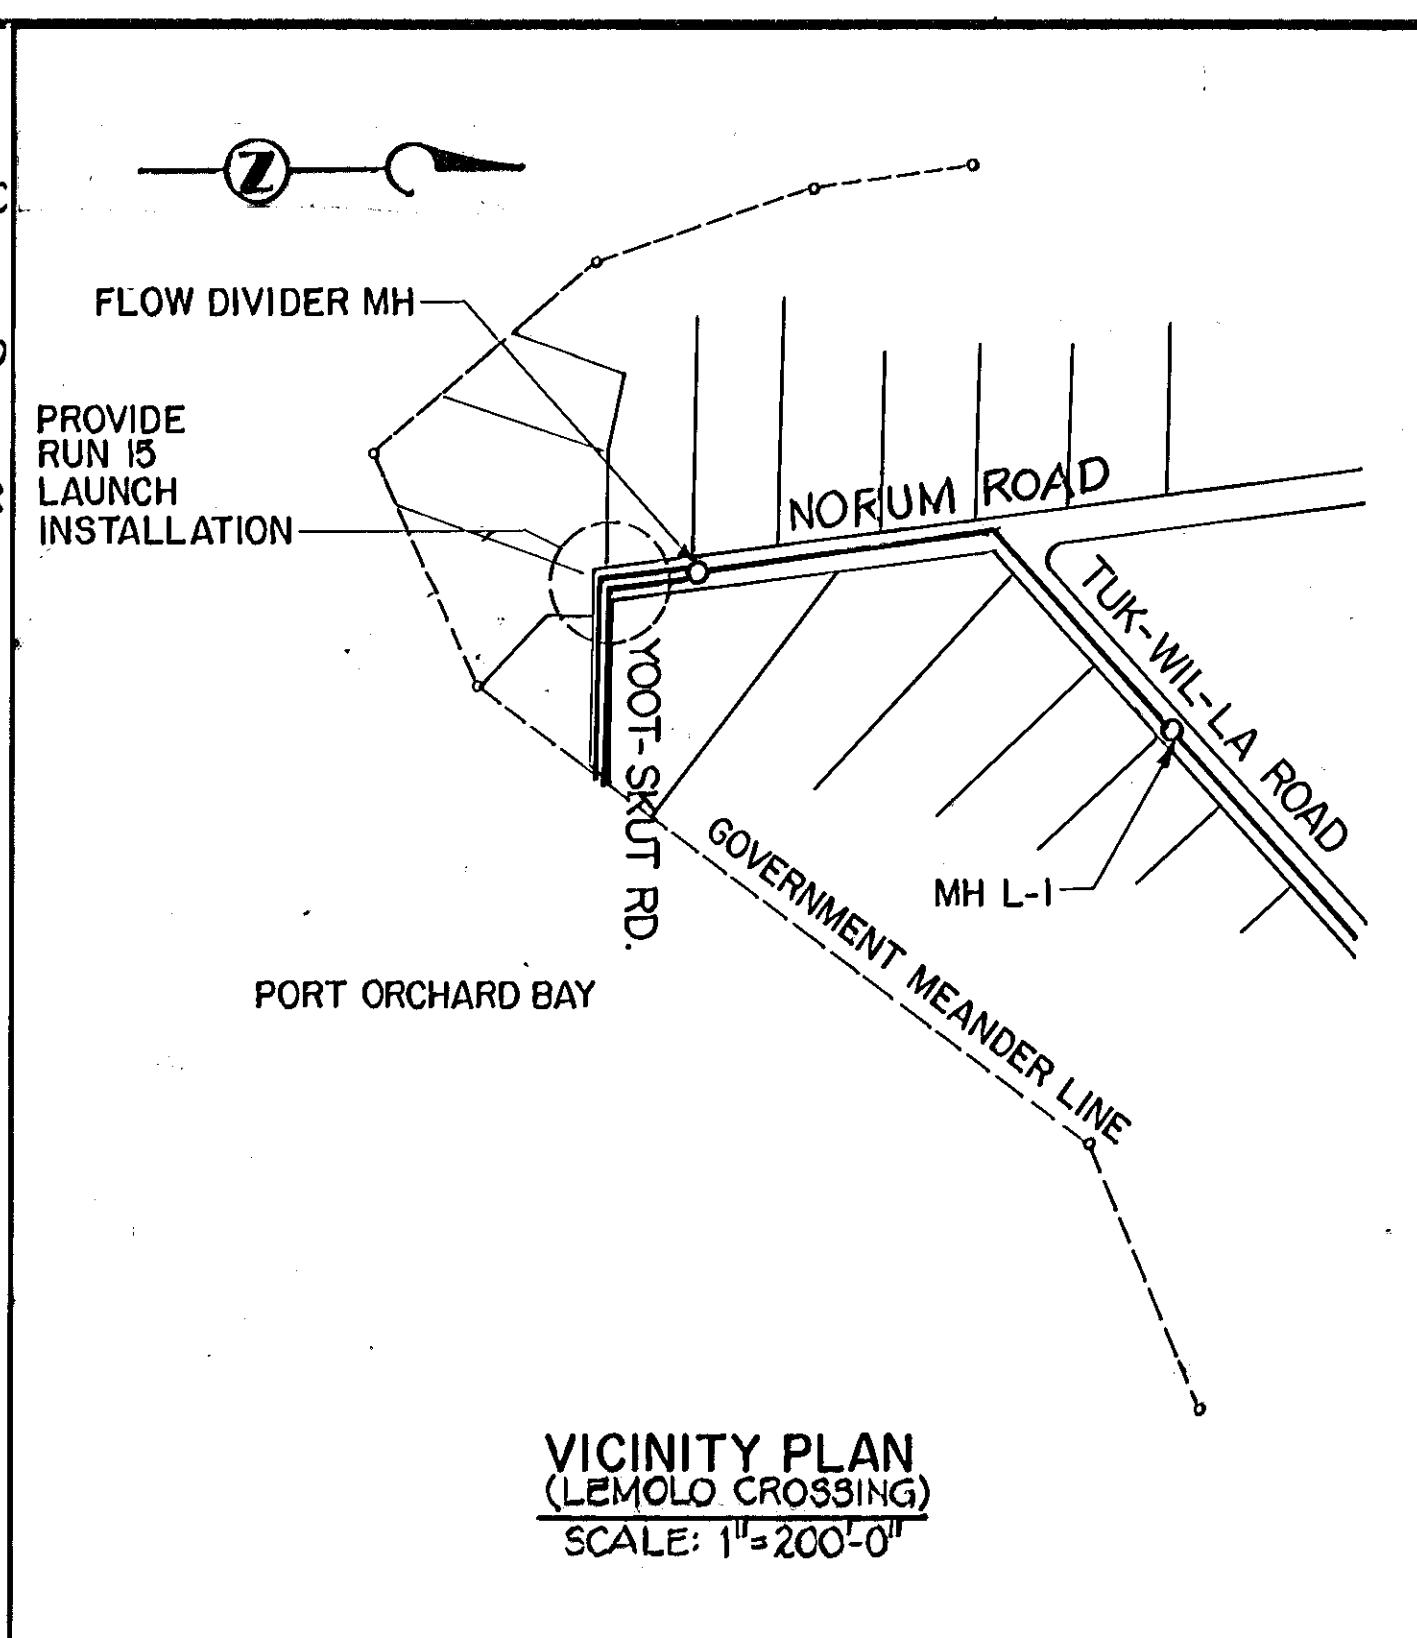 Z
FLOW DIVIDER MH
PROVIDE
RUN 15
LAUNCH
INSTALLATION
NORUM ROAD
TUK-WIL-LA ROAD
YOOT-SKUT RD.
GOVERNMENT MEANDER LINE
MH L-1
PORT ORCHARD BAY
VICINITY PLAN
(LEMOLO CROSSING)
SCALE: 1"=200'-0"